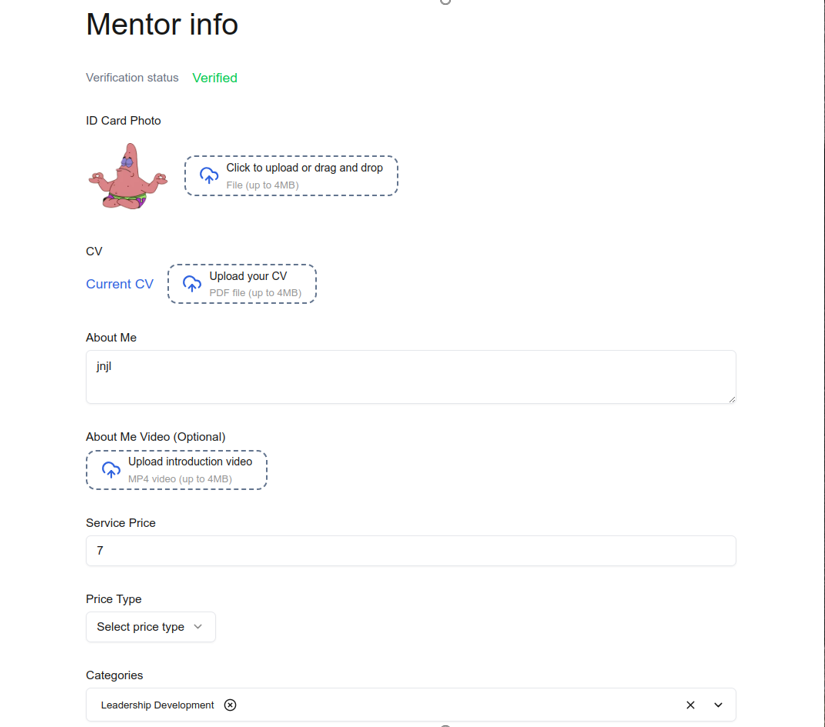 Mentor info
Verification status Verified
ID Card Photo
Click to upload or drag and drop
File (up to 4MB)
CV
Current CV
Upload your CV
PDF file (up to 4MB)
About Me
jnjl
About Me Video (Optional)
Upload introduction video
MP4 video (up to 4MB)
Service Price
7
Price Type
Select price type
Categories
Leadership Development